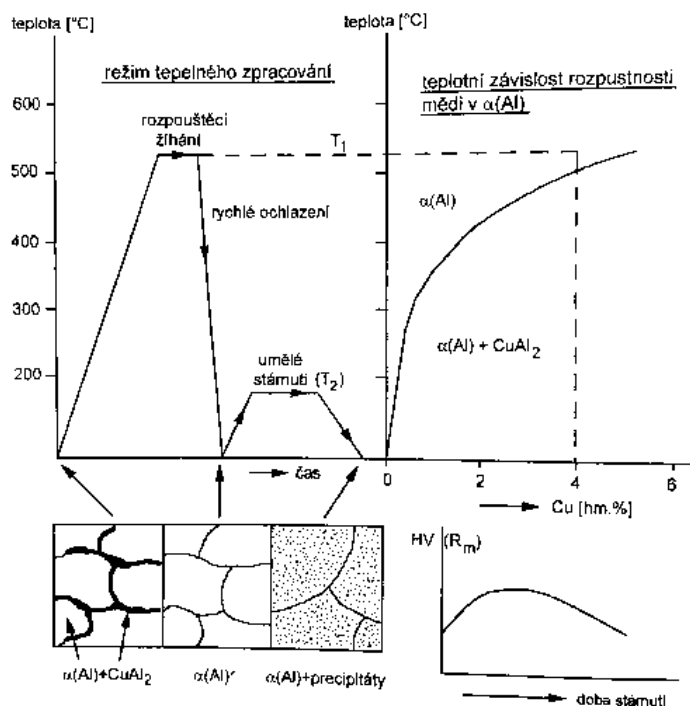 teplota [°C]
teplota [°C]
režim tepelného zpracování
teplotní závislost rozpustnosti
mědi v α(Al)
600
rozpouštěcí
žíhání
T1
500
α(Al)
rychlé ochlazení
400
300
umělé
stárnutí (T2)
α(Al) + CuAl2
200
čas
0
2
4
6
Cu [hm.%]
HV (Rm)
α(Al)+CuAl2
α(Al)'
α(Al)+precipitáty
doba stárnutí